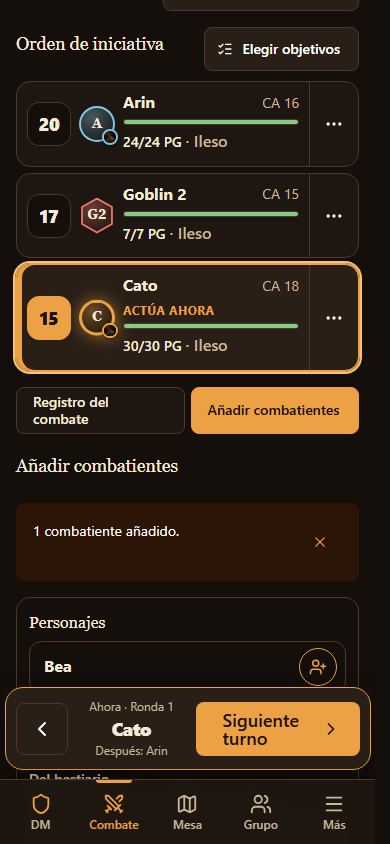 Orden de iniciativa
Elegir objetivos
20
A
Arin
CA 16
24/24 PG · Ileso
17
G2
Goblin 2
CA 15
7/7 PG · Ileso
15
C
Cato
CA 18
ACTÚA AHORA
30/30 PG · Ileso
Registro del
combate
Añadir combatientes
Añadir combatientes
1 combatiente añadido.
Personajes
Bea
Ahora · Ronda 1
Cato
Después: Arin
Siguiente
turno
Del bestiario
DM
Combate
Mesa
Grupo
Más